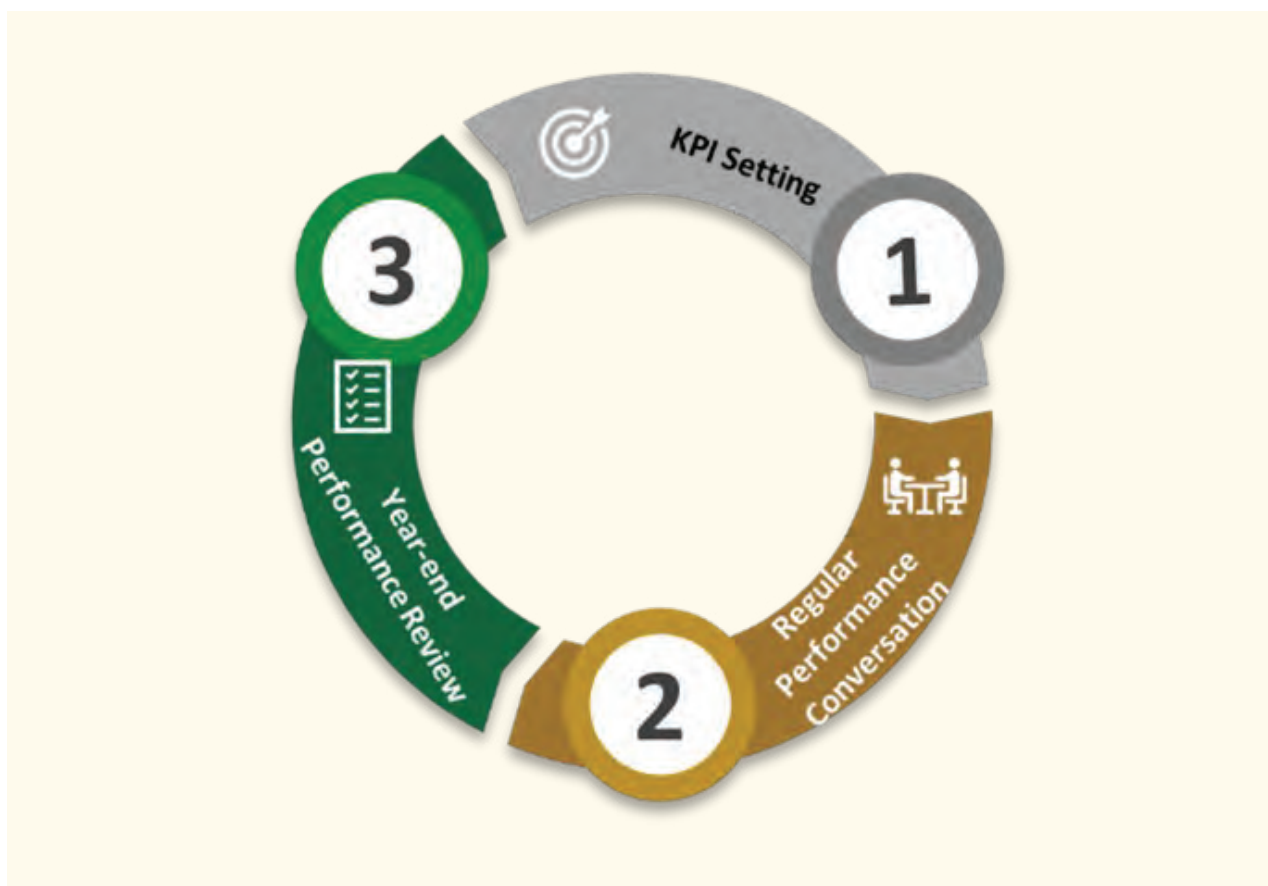 KPI Setting
1
Regular
Performance
Conversation
2
Year-end
Performance Review
3